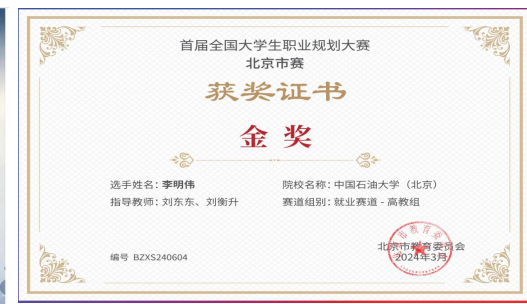 首届全国大学生职业规划大赛
北京市赛
获奖证书
金奖
选手姓名：李明伟 院校名称：中国石油大学（北京）
指导教师：刘东东、刘衡升 赛道组别：就业赛道 - 高教组
北京市教育委员会
编号 BZXS240604 2024年3月